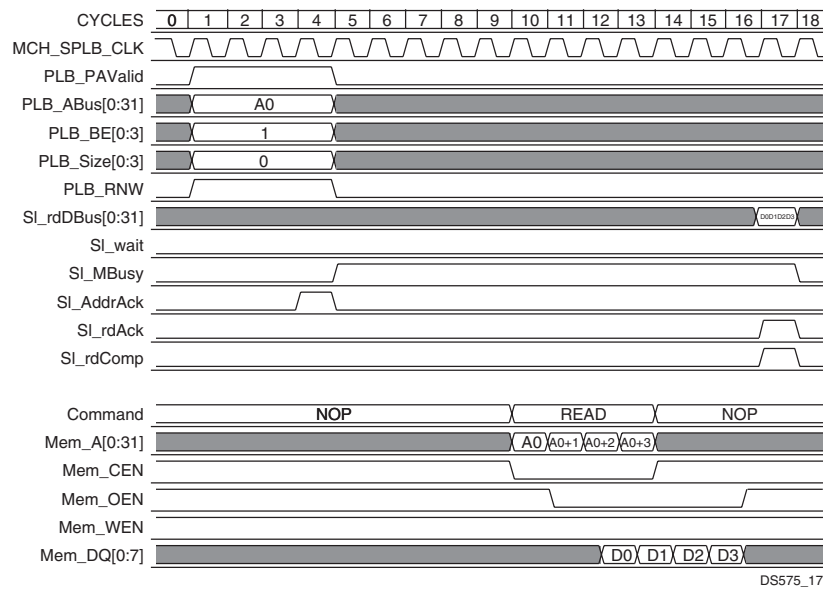 CYCLES 0 1 2 3 4 5 6 7 8 9 10 11 12 13 14 15 16 17 18
MCH_SPLB_CLK
PLB_PAValid
PLB_ABus[0:31] A0
PLB_BE[0:3] 1
PLB_Size[0:3] 0
PLB_RNW
Sl_rdDBus[0:31] D0D1D2D3
Sl_wait
Sl_MBusy
Sl_AddrAck
Sl_rdAck
Sl_rdComp
Command NOP READ NOP
Mem_A[0:31] A0 A0+1 A0+2 A0+3
Mem_CEN
Mem_OEN
Mem_WEN
Mem_DQ[0:7] D0 D1 D2 D3
DS575_17